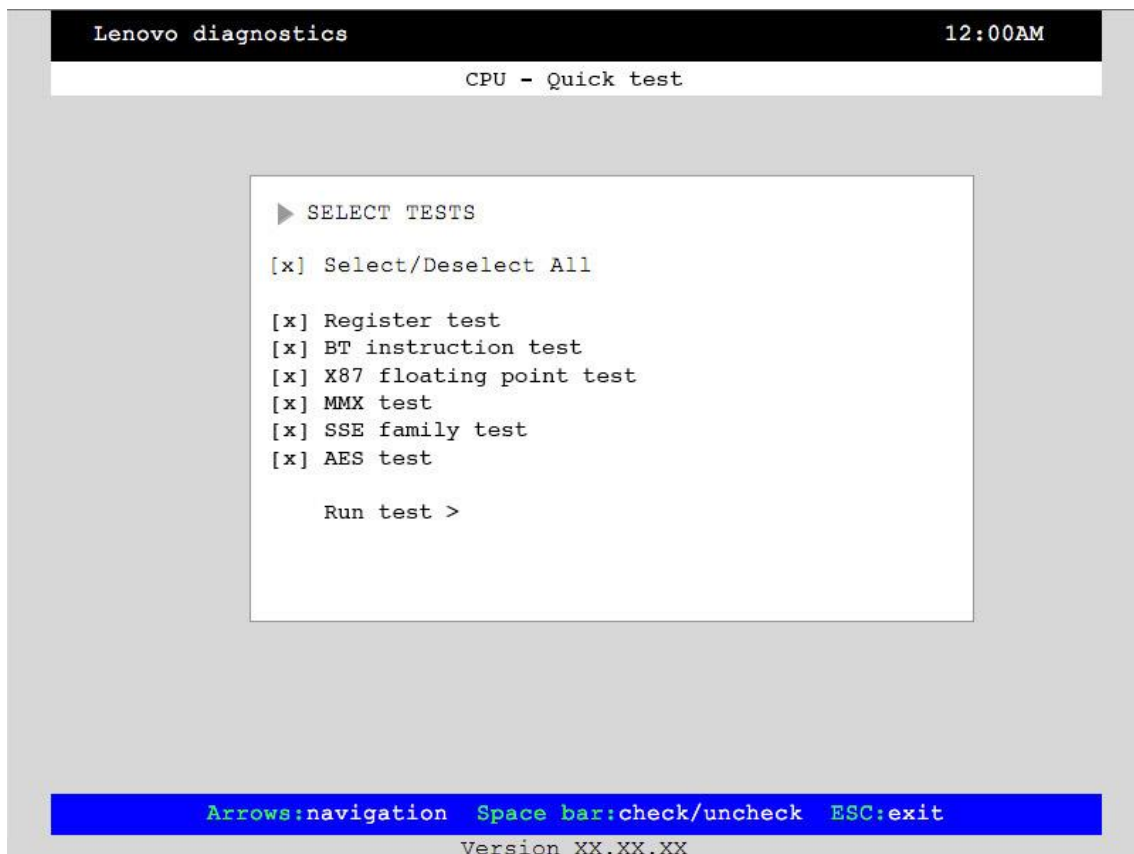 Lenovo diagnostics 12:00AM
CPU - Quick test
SELECT TESTS
[x] Select/Deselect All
[x] Register test
[x] BT instruction test
[x] X87 floating point test
[x] MMX test
[x] SSE family test
[x] AES test
Run test >
Arrows:navigation Space bar:check/uncheck ESC:exit
Version XX.XX.XX